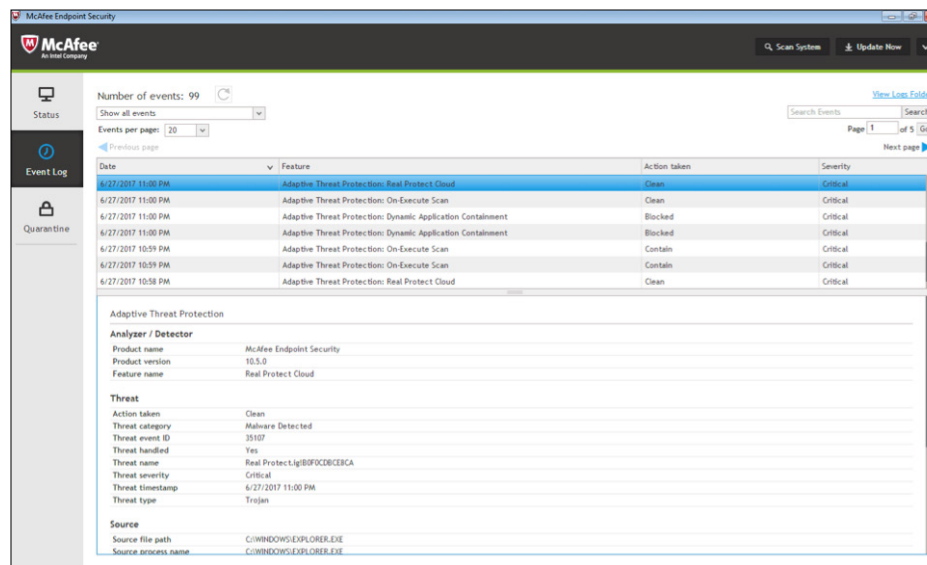 McAfee Endpoint Security
McAfee
An Intel Company
Scan System
Update Now
Status
Event Log
Quarantine
Number of events: 99
View Logs Folde
Show all events
Search Events
Search
Events per page: 20
Page 1 of 5 Go
Previous page
Next page
Date Feature Action taken Severity
6/27/2017 11:00 PM Adaptive Threat Protection: Real Protect Cloud Clean Critical
6/27/2017 11:00 PM Adaptive Threat Protection: On-Execute Scan Clean Critical
6/27/2017 11:00 PM Adaptive Threat Protection: Dynamic Application Containment Blocked Critical
6/27/2017 11:00 PM Adaptive Threat Protection: Dynamic Application Containment Blocked Critical
6/27/2017 10:59 PM Adaptive Threat Protection: On-Execute Scan Contain Critical
6/27/2017 10:59 PM Adaptive Threat Protection: On-Execute Scan Contain Critical
6/27/2017 10:58 PM Adaptive Threat Protection: Real Protect Cloud Clean Critical
Adaptive Threat Protection
Analyzer / Detector
Product name McAfee Endpoint Security
Product version 10.5.0
Feature name Real Protect Cloud
Threat
Action taken Clean
Threat category Malware Detected
Threat event ID 35107
Threat handled Yes
Threat name Real Protect.ig!B0F0CDBCE8CA
Threat severity Critical
Threat timestamp 6/27/2017 11:00 PM
Threat type Trojan
Source
Source file path C:\WINDOWS\EXPLORER.EXE
Source process name C:\WINDOWS\EXPLORER.EXE